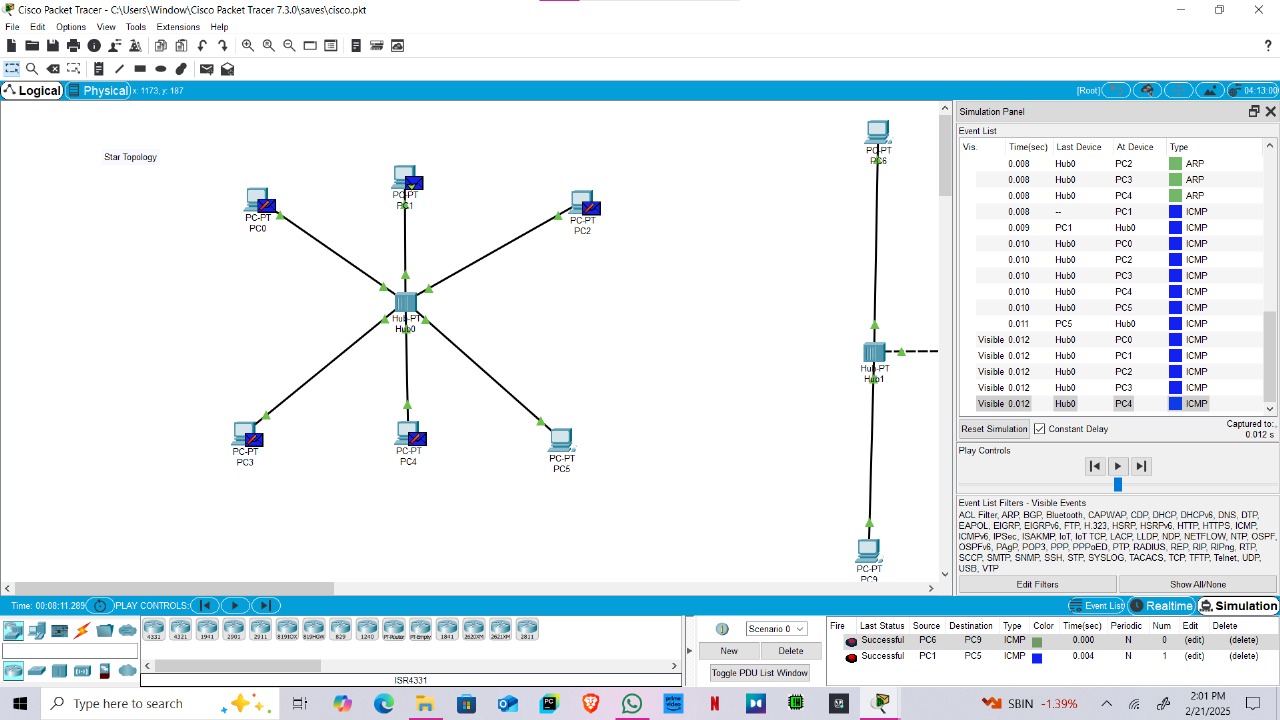 Cisco Packet Tracer - C:\Users\Window\Cisco Packet Tracer 7.3.0\saves\cisco.pkt
File Edit Options View Tools Extensions Help
?
Logical Physical x: 1173, y: 187 [Root] 04:13:00
Star Topology
PC-PT
PC0
PC-PT
PC1
PC-PT
PC2
Hub-PT
Hub0
PC-PT
PC3
PC-PT
PC4
PC-PT
PC5
PC-PT
PC6
Hub-PT
Hub1
PC-PT
PC9
Simulation Panel
Event List
Vis. Time(sec) Last Device At Device Type
0.008 Hub0 PC2 ARP
0.008 Hub0 PC3 ARP
0.008 Hub0 PC4 ARP
0.008 -- PC1 ICMP
0.009 PC1 Hub0 ICMP
0.010 Hub0 PC0 ICMP
0.010 Hub0 PC2 ICMP
0.010 Hub0 PC3 ICMP
0.010 Hub0 PC4 ICMP
0.010 Hub0 PC5 ICMP
0.011 PC5 Hub0 ICMP
Visible 0.012 Hub0 PC0 ICMP
Visible 0.012 Hub0 PC1 ICMP
Visible 0.012 Hub0 PC2 ICMP
Visible 0.012 Hub0 PC3 ICMP
Visible 0.012 Hub0 PC4 ICMP
Reset Simulation Constant Delay Captured to:
0.012 s
Play Controls
Event List Filters - Visible Events
ACL Filter, ARP, BGP, Bluetooth, CAPWAP, CDP, DHCP, DHCPv6, DNS, DTP,
EAPOL, EIGRP, EIGRPv6, FTP, H.323, HSRP, HSRPv6, HTTP, HTTPS, ICMP,
ICMPv6, IPSec, ISAKMP, IoT, IoT TCP, LACP, LLDP, NDP, NETFLOW, NTP, OSPF,
OSPFv6, PAgP, POP3, PPP, PPPoED, PTP, RADIUS, REP, RIP, RIPng, RTP,
SCCP, SMTP, SNMP, SSH, STP, SYSLOG, TACACS, TCP, TFTP, Telnet, UDP,
USB, VTP
Edit Filters Show All/None
Time: 00:08:11.289 PLAY CONTROLS: Event List Realtime Simulation
4331 4321 1941 2901 2911 819IOX 819HGW 829 1240 PT-Router PT-Empty 1841 2620XM 2621XM 2811
ISR4331
Scenario 0
New Delete
Toggle PDU List Window
Fire Last Status Source Destination Type Color Time(sec) Periodic Num Edit Delete
Successful PC6 PC9 ICMP 0.000 N 0 (edit) (delete)
Successful PC1 PC5 ICMP 0.004 N 1 (edit) (delete)
Type here to search
SBIN -1.39%
2:01 PM
2/21/2025